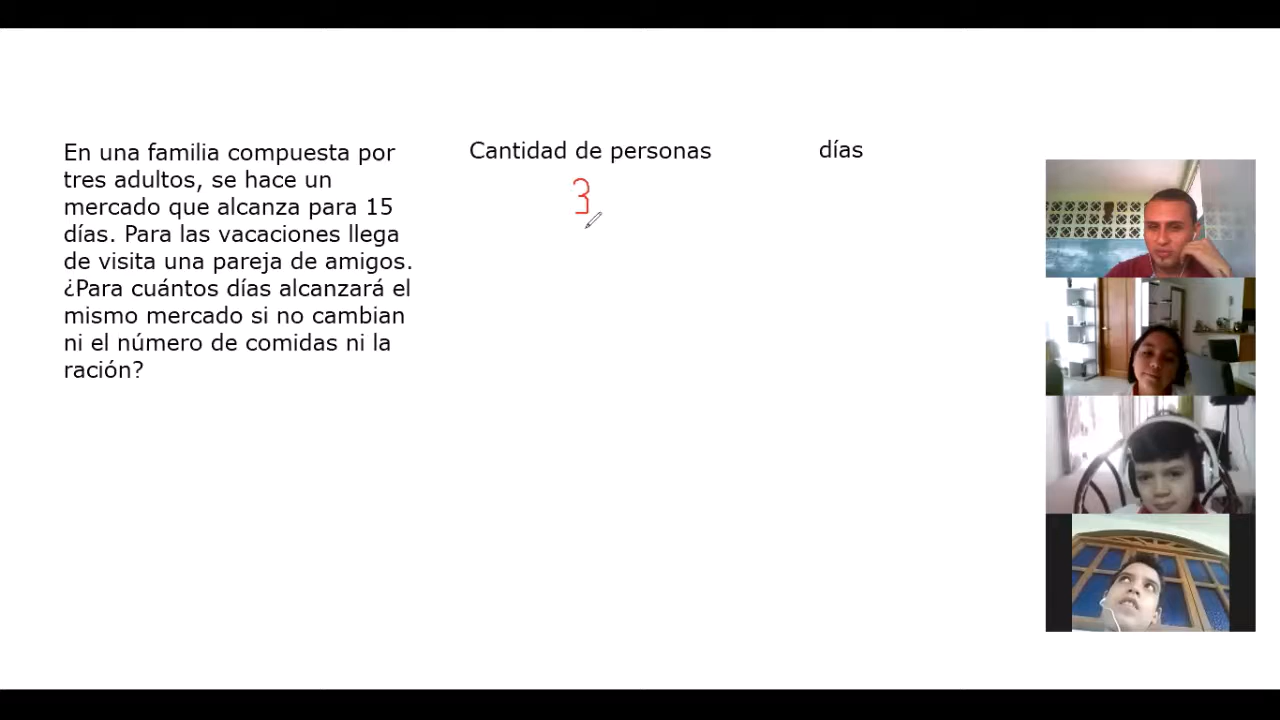 En una familia compuesta por
tres adultos, se hace un
mercado que alcanza para 15
días. Para las vacaciones llega
de visita una pareja de amigos.
¿Para cuántos días alcanzará el
mismo mercado si no cambian
ni el número de comidas ni la
ración?
Cantidad de personas días
3